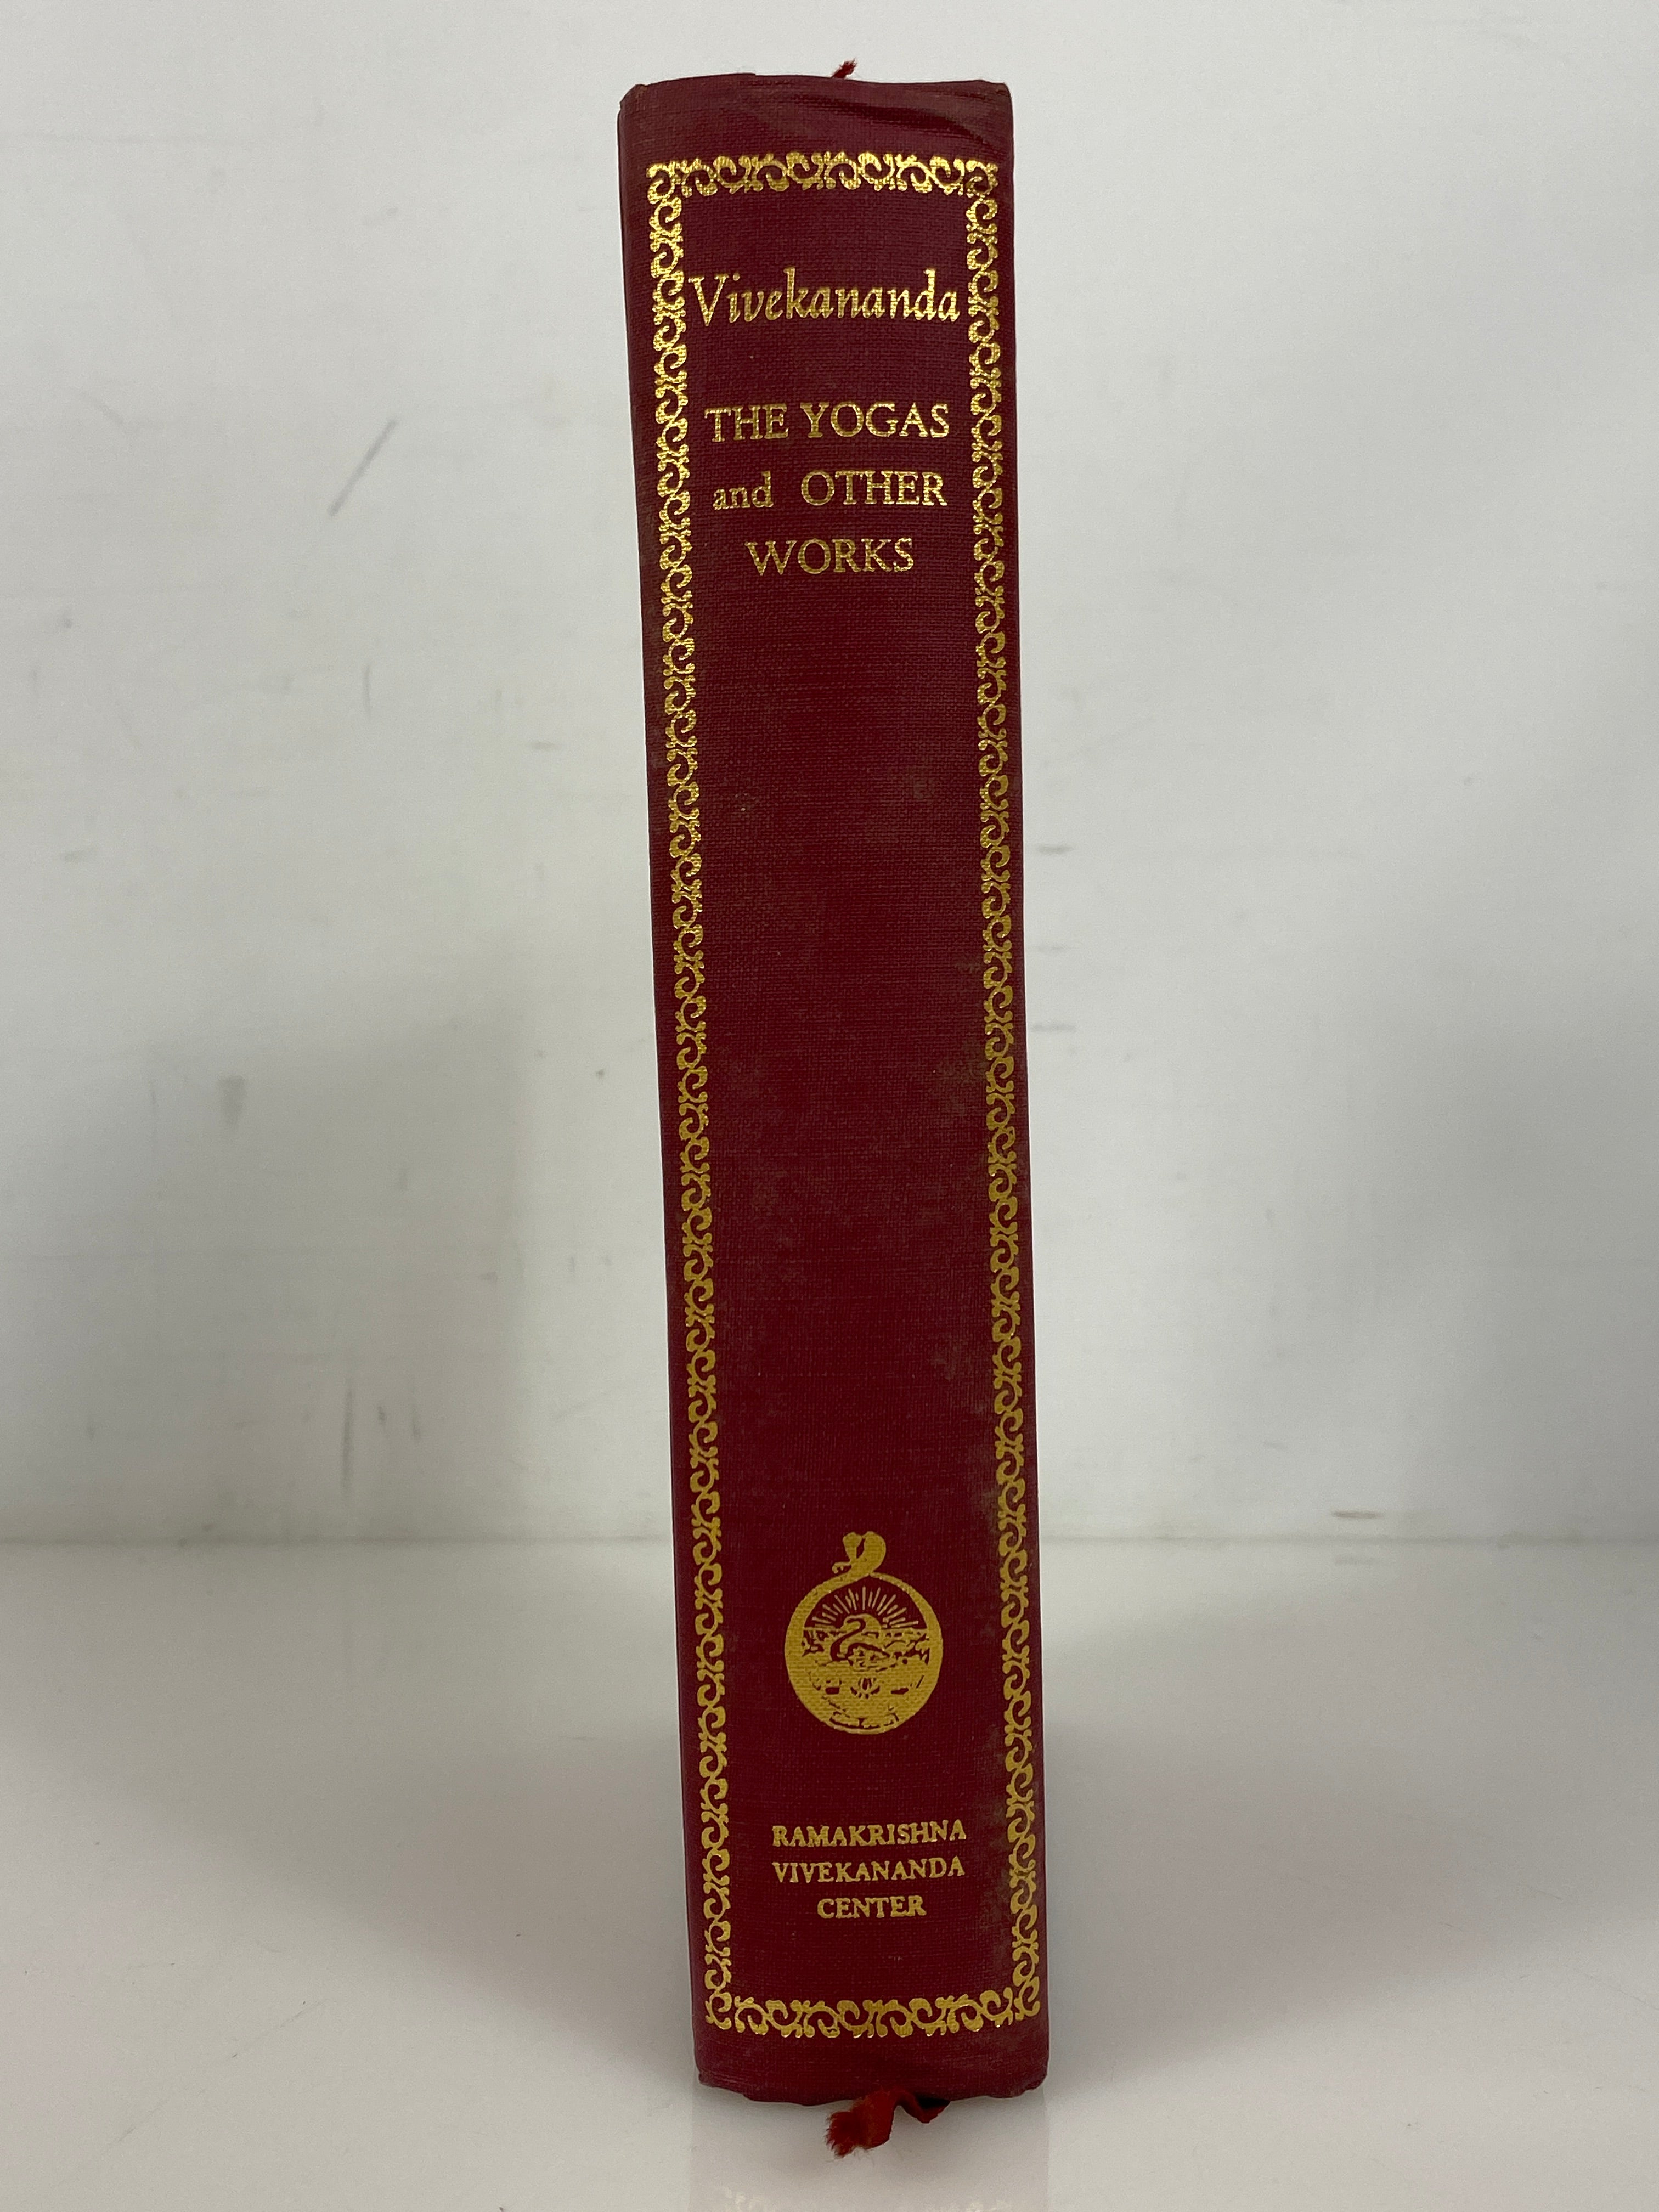 Vivekananda
THE YOGAS
and OTHER
WORKS
RAMAKRISHNA
VIVEKANANDA
CENTER